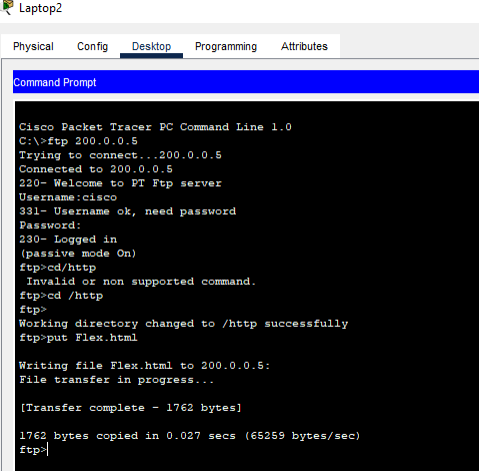 Laptop2
Physical Config Desktop Programming Attributes
Command Prompt
Cisco Packet Tracer PC Command Line 1.0
C:\>ftp 200.0.0.5
Trying to connect...200.0.0.5
Connected to 200.0.0.5
220- Welcome to PT Ftp server
Username:cisco
331- Username ok, need password
Password:
230- Logged in
(passive mode On)
ftp>cd/http
Invalid or non supported command.
ftp>cd /http
ftp>
Working directory changed to /http successfully
ftp>put Flex.html
Writing file Flex.html to 200.0.0.5:
File transfer in progress...
[Transfer complete - 1762 bytes]
1762 bytes copied in 0.027 secs (65259 bytes/sec)
ftp>